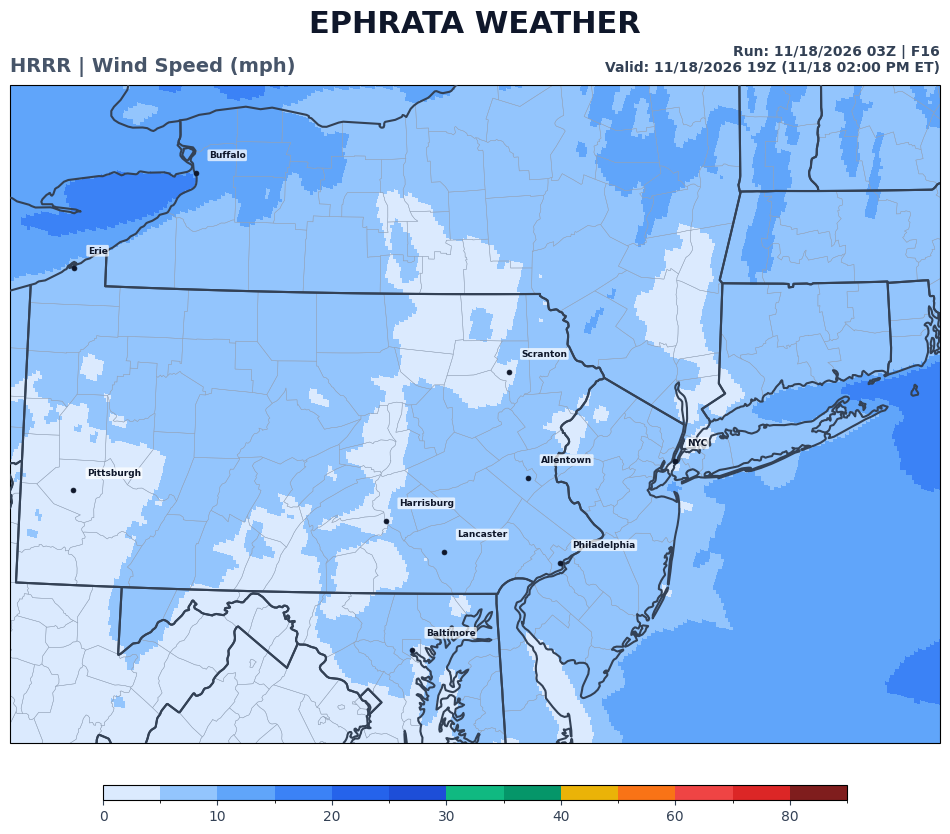 EPHRATA WEATHER
HRRR | Wind Speed (mph)
Run: 11/18/2026 03Z | F16
Valid: 11/18/2026 19Z (11/18 02:00 PM ET)
Buffalo
Erie
Scranton
NYC
Allentown
Pittsburgh
Harrisburg
Lancaster
Philadelphia
Baltimore
0 10 20 30 40 50 60 70 80